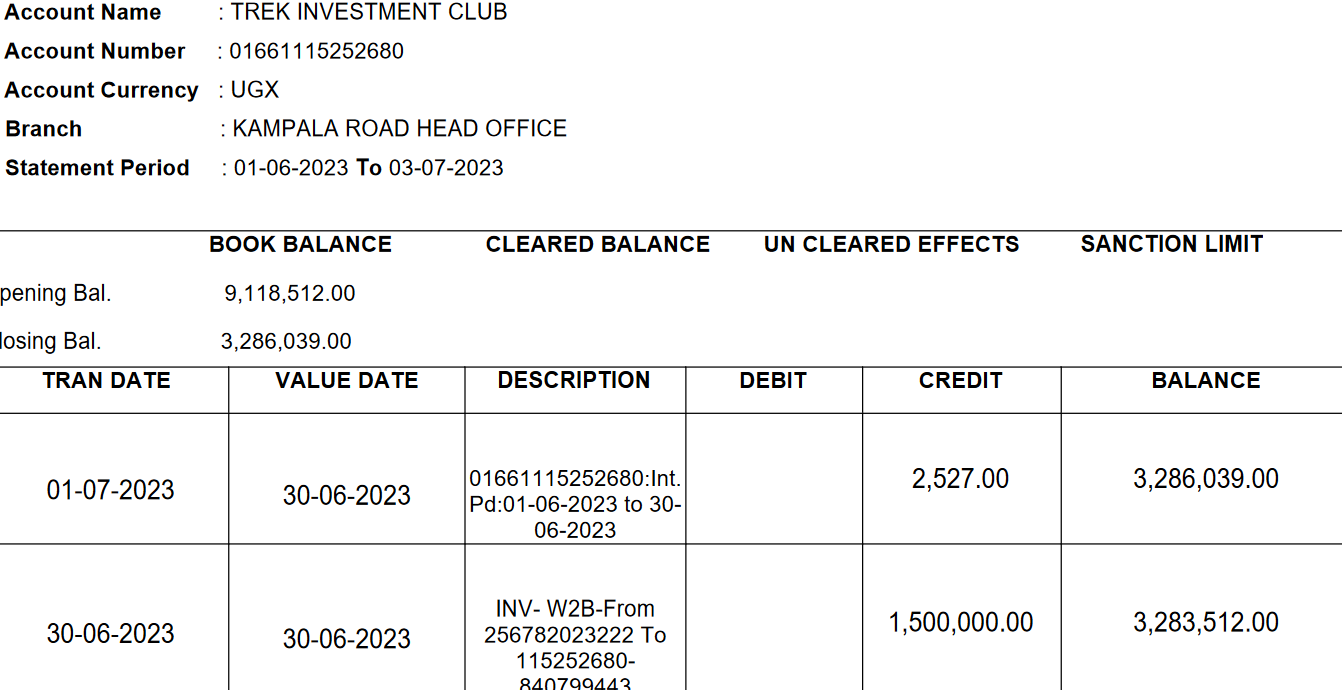 Account Name : TREK INVESTMENT CLUB
Account Number : 01661115252680
Account Currency : UGX
Branch : KAMPALA ROAD HEAD OFFICE
Statement Period : 01-06-2023 To 03-07-2023
BOOK BALANCE CLEARED BALANCE UN CLEARED EFFECTS SANCTION LIMIT
pening Bal. 9,118,512.00
losing Bal. 3,286,039.00
TRAN DATE VALUE DATE DESCRIPTION DEBIT CREDIT BALANCE
01-07-2023 30-06-2023 01661115252680:Int. 2,527.00 3,286,039.00
Pd:01-06-2023 to 30-
06-2023
30-06-2023 30-06-2023 INV- W2B-From 1,500,000.00 3,283,512.00
256782023222 To
115252680-
840799443